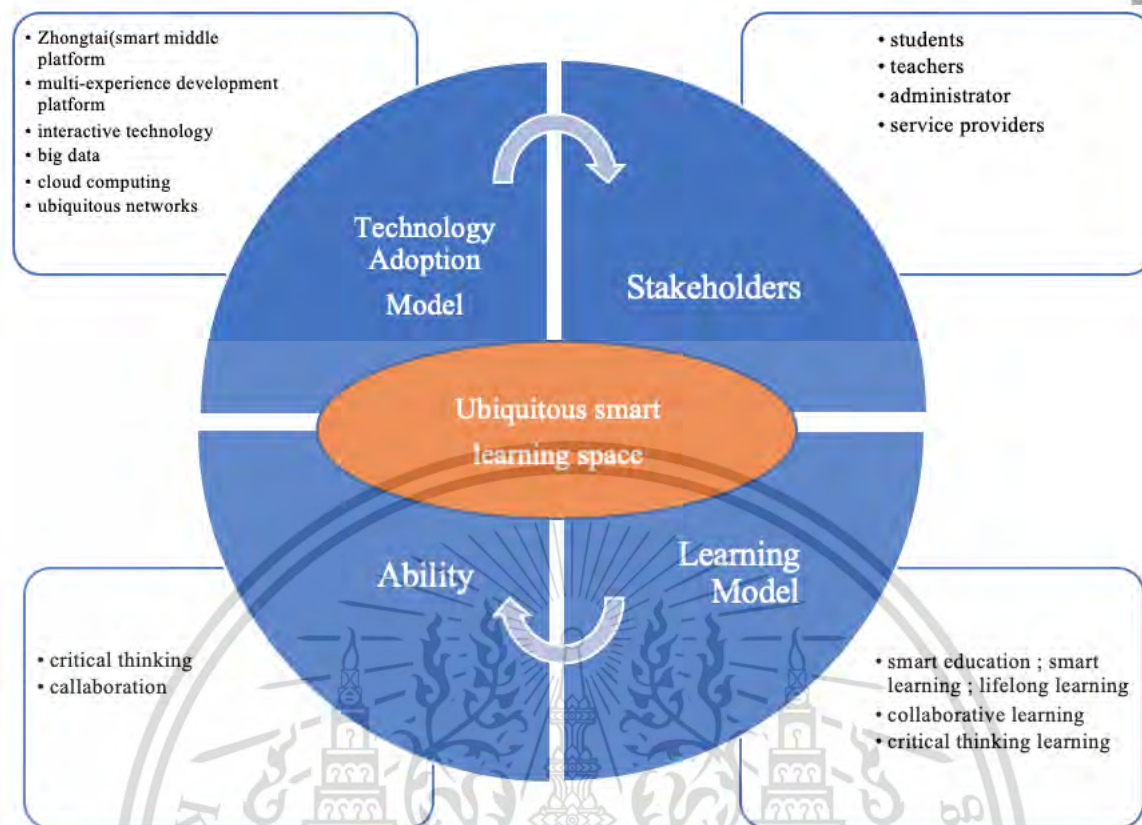 • Zhongtai(smart middle
platform
• multi-experience development
platform
• interactive technology
• big data
• cloud computing
• ubiquitous networks
• students
• teachers
• administrator
• service providers
Technology
Adoption
Model
Stakeholders
Ubiquitous smart
learning space
Ability
Learning
Model
• critical thinking
• callaboration
• smart education ; smart
learning ; lifelong learning
• collaborative learning
• critical thinking learning